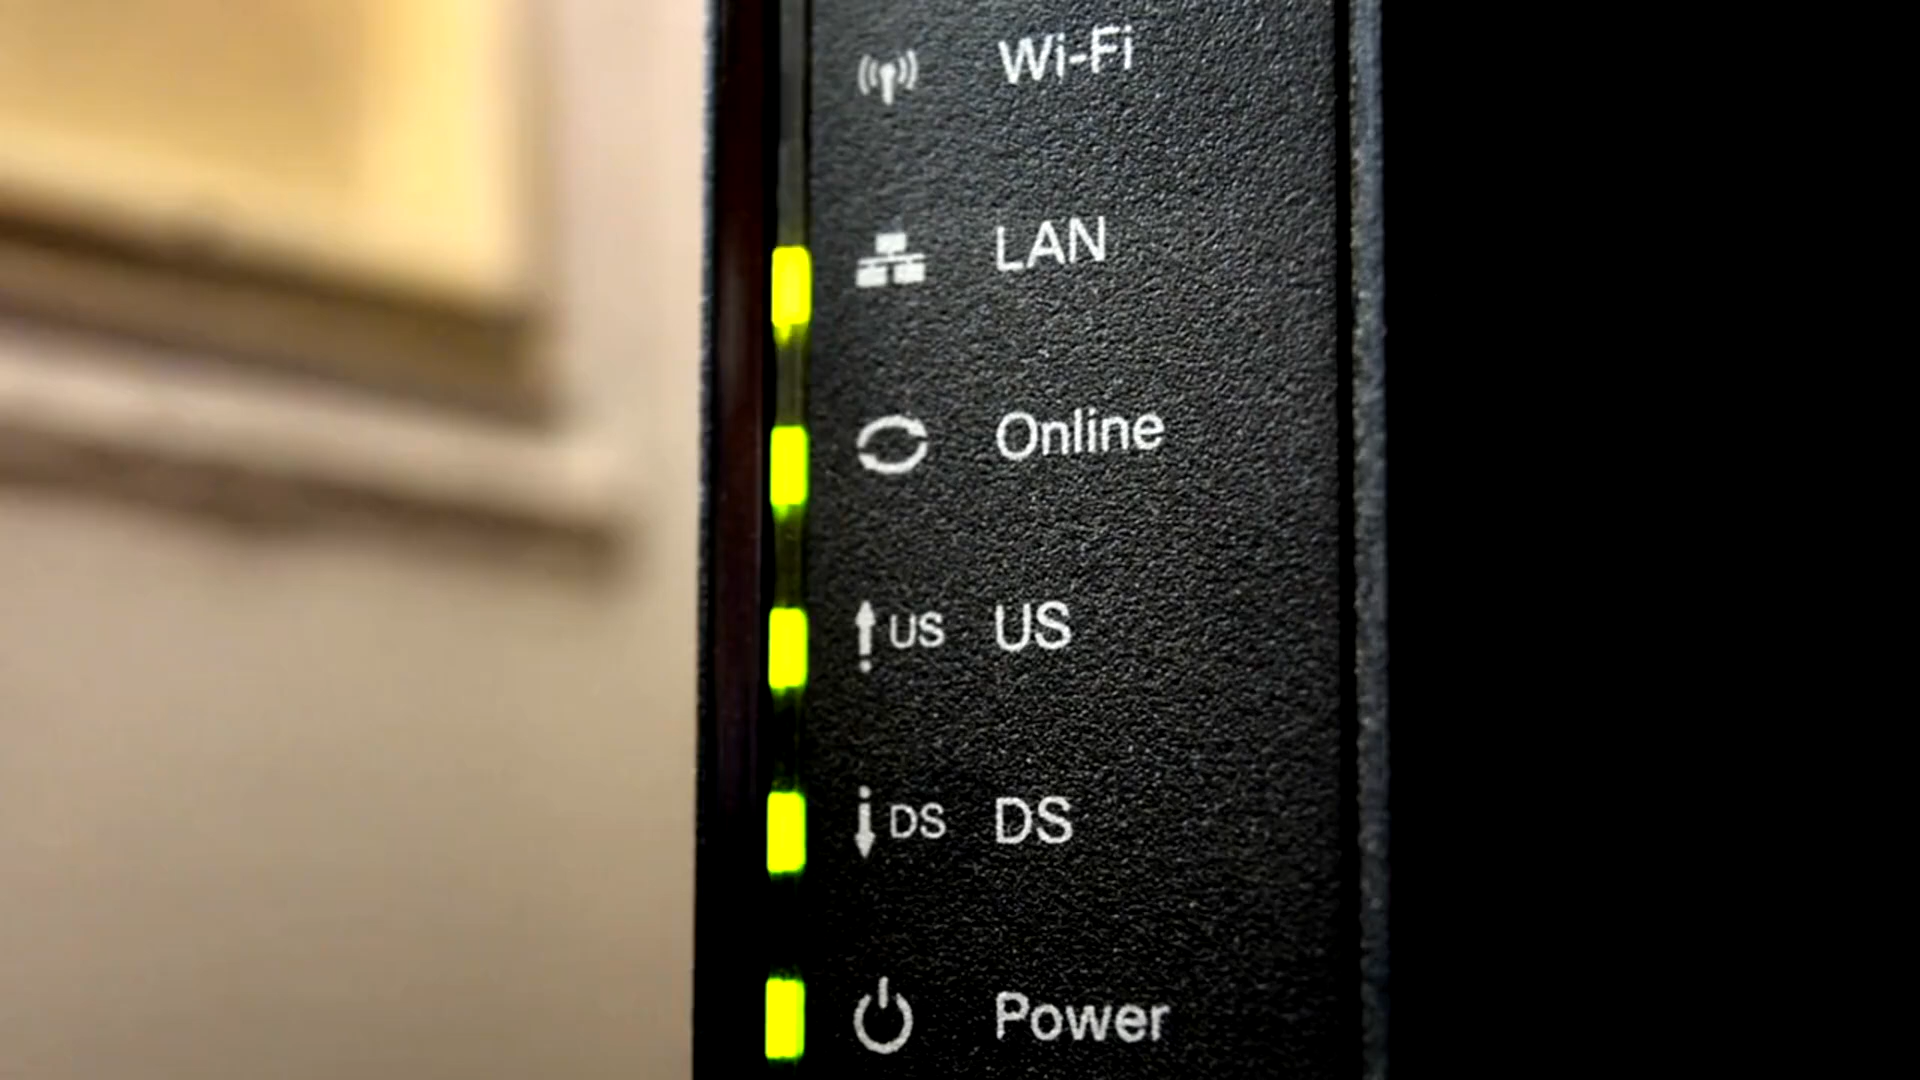 Wi-Fi
LAN
Online
US US
DS DS
Power